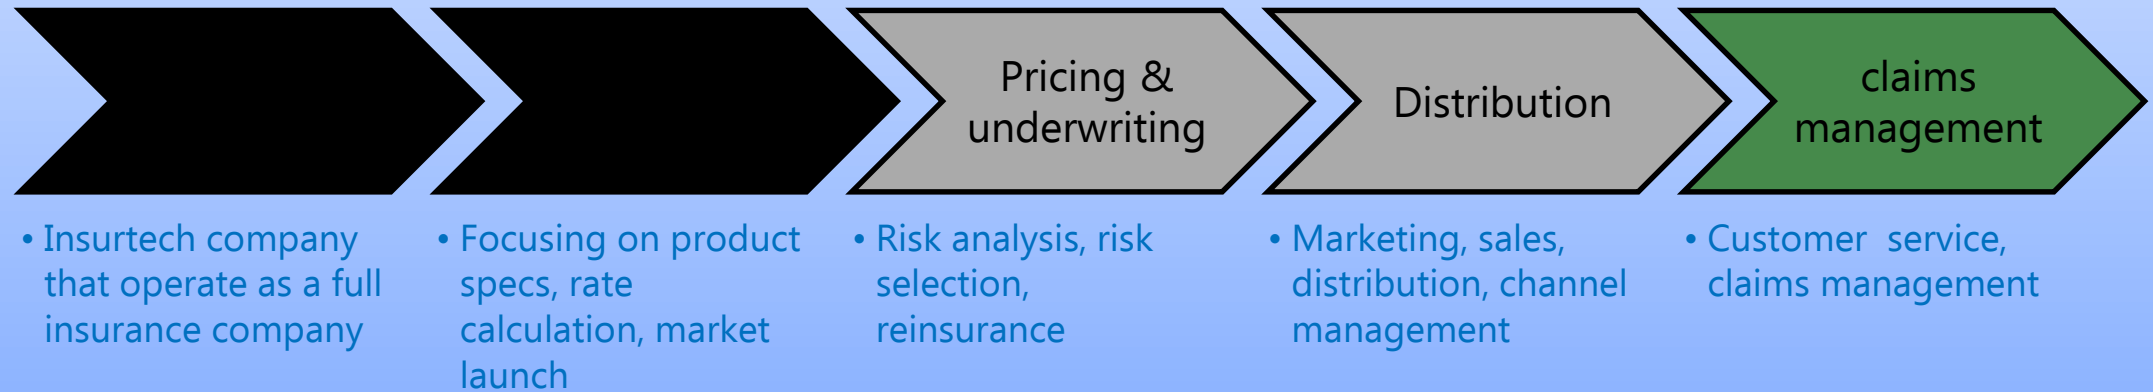 Pricing &
underwriting
Distribution
claims
management
• Insurtech company
that operate as a full
insurance company
• Focusing on product
specs, rate
calculation, market
launch
• Risk analysis, risk
selection,
reinsurance
• Marketing, sales,
distribution, channel
management
• Customer  service,
claims management